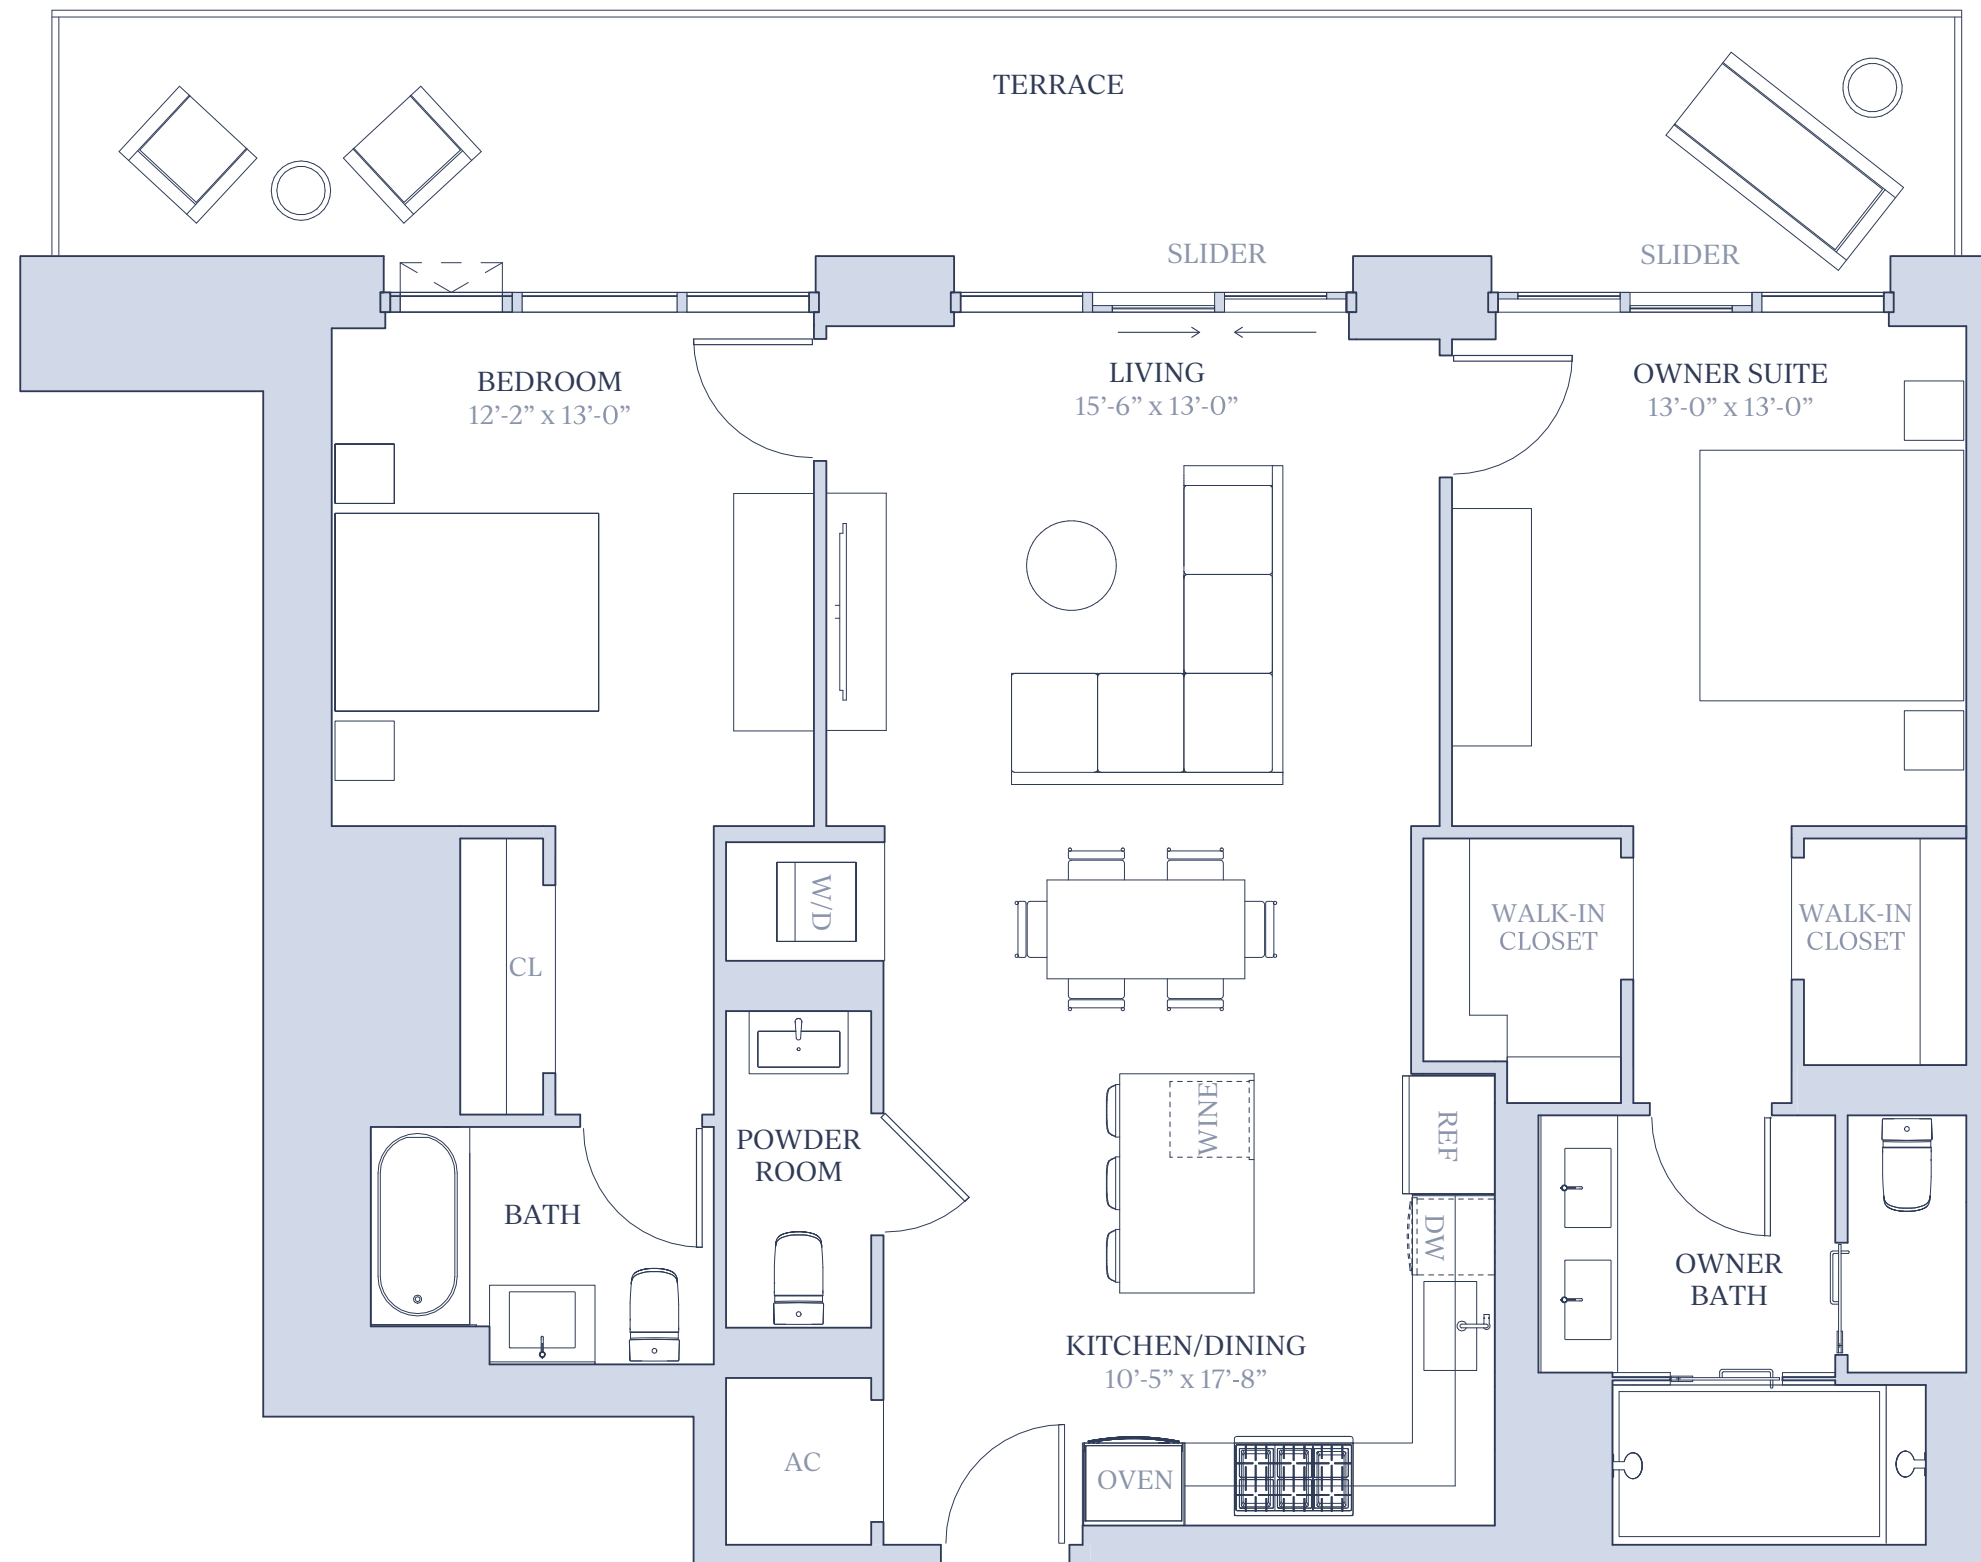 TERRACE
SLIDER
SLIDER
BEDROOM
12’-2” x 13’-0”
LIVING
15’-6” x 13’-0”
OWNER SUITE
13’-0” x 13’-0”
W/D
CL
WALK-IN
CLOSET
WALK-IN
CLOSET
WINE
REF
POWDER
ROOM
BATH
DW
OWNER
BATH
KITCHEN/DINING
10’-5” x 17’-8”
AC
OVEN